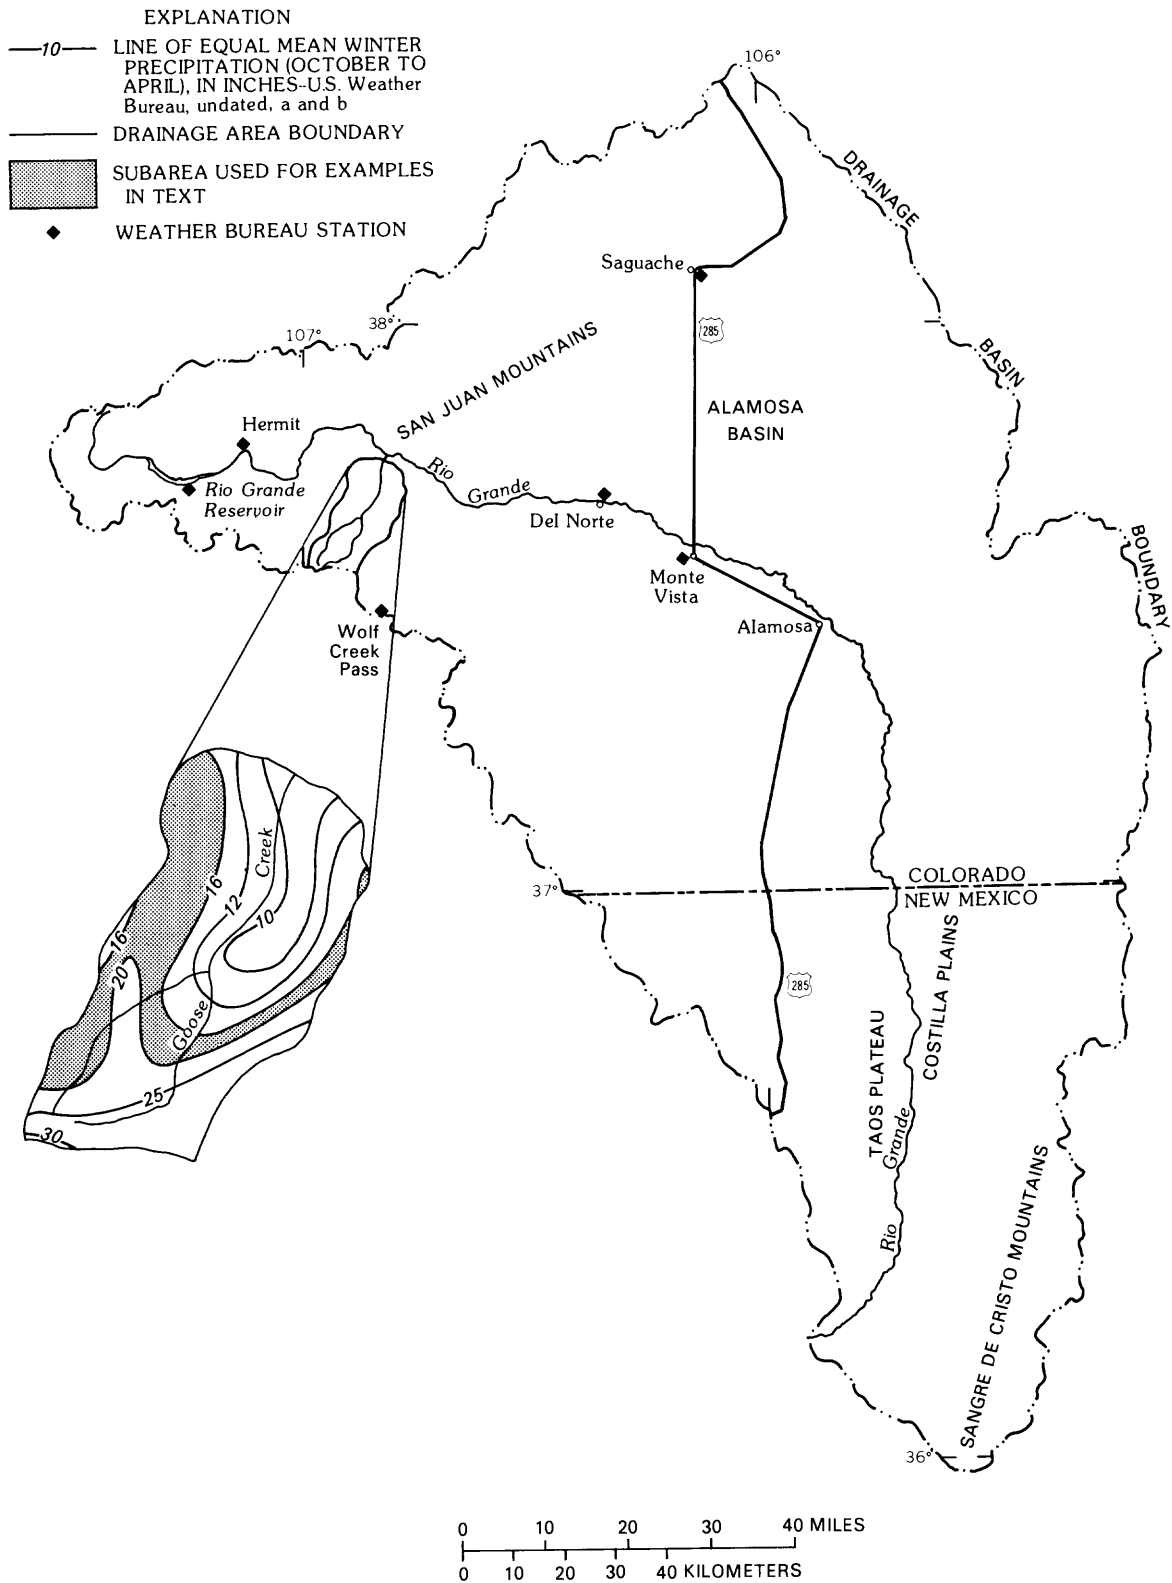 EXPLANATION
—10— LINE OF EQUAL MEAN WINTER
PRECIPITATION (OCTOBER TO
APRIL), IN INCHES--U.S. Weather
Bureau, undated, a and b
DRAINAGE AREA BOUNDARY
SUBAREA USED FOR EXAMPLES
IN TEXT
WEATHER BUREAU STATION
106°
DRAINAGE
BASIN
BOUNDARY
Saguache
285
38°
107°
SAN JUAN MOUNTAINS
ALAMOSA
BASIN
Hermit
Rio Grande
Reservoir
Rio
Grande
Del Norte
Monte
Vista
Alamosa
Wolf
Creek
Pass
Creek
16
12
10
16
20
Goose
25
30
37°
COLORADO
NEW MEXICO
285
COSTILLA PLAINS
TAOS PLATEAU
Grande
Rio
SANGRE DE CRISTO MOUNTAINS
36°
0 10 20 30 40 MILES
0 10 20 30 40 KILOMETERS